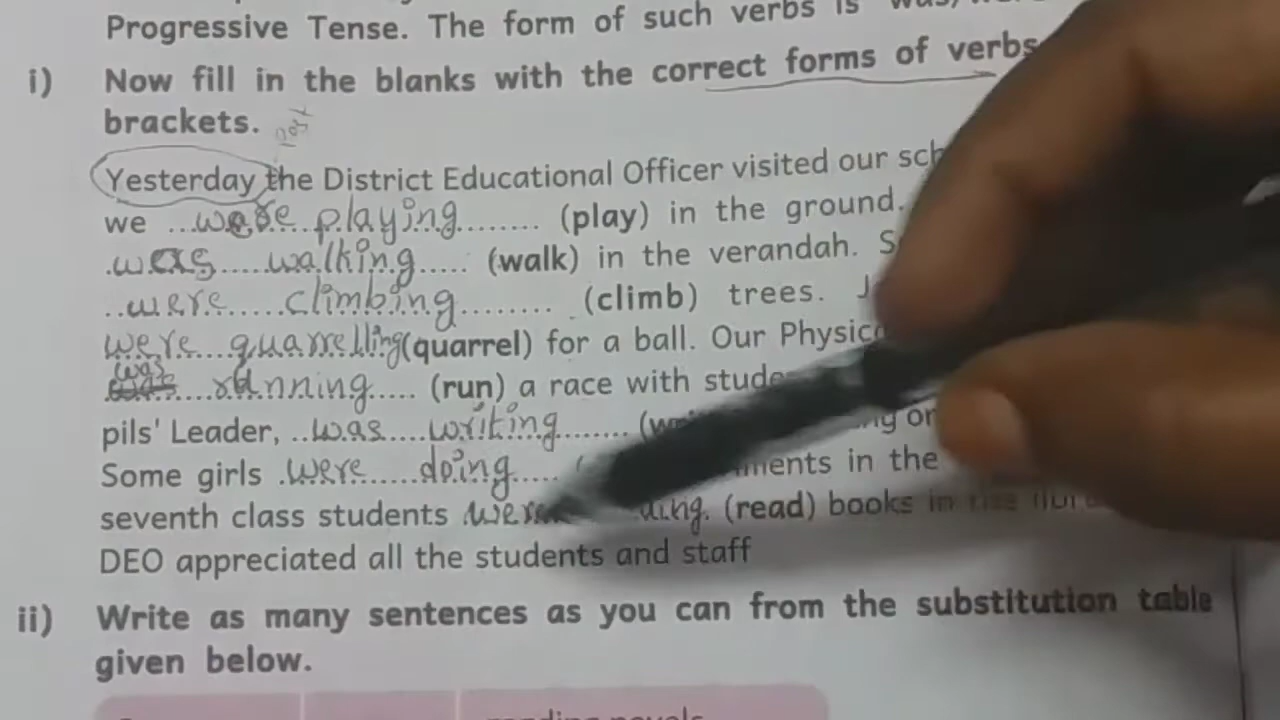 Progressive Tense. The form of such verbs is
i) Now fill in the blanks with the correct forms of verbs
brackets.
Yesterday the District Educational Officer visited our
we ...were playing........ (play) in the ground.
.was.....walking..... (walk) in the verandah.
..were.....climbing........ (climb) trees.
were...quarrelling(quarrel) for a ball. Our
was running..... (run) a race with
pils' Leader, ..was....writing.......
Some girls .were......doing.... in the
seventh class students (read) books in
DEO appreciated all the students and staff
ii) Write as many sentences as you can from the substitution table
given below.
reading novels